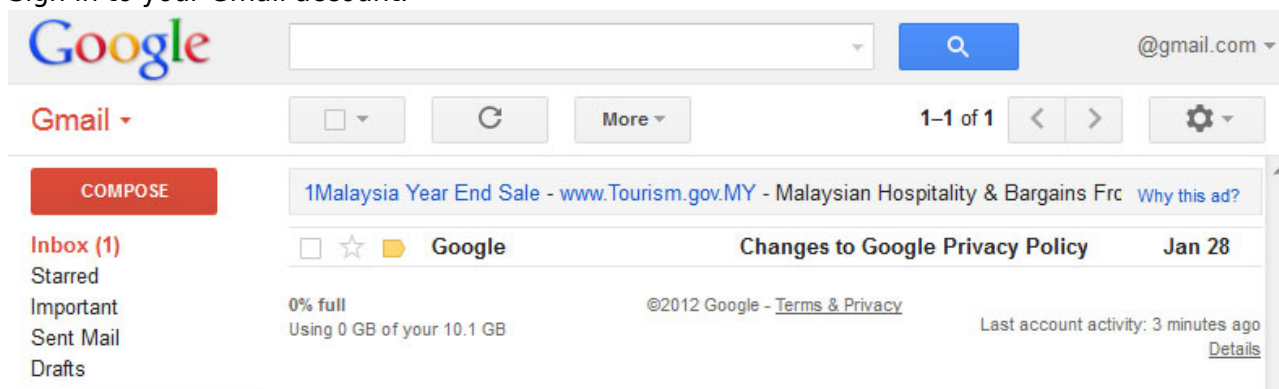 Sign in to your Gmail account.
Google
@gmail.com
Gmail
More
1–1 of 1
COMPOSE
1Malaysia Year End Sale - www.Tourism.gov.MY - Malaysian Hospitality & Bargains Frc Why this ad?
Inbox (1)
Google Changes to Google Privacy Policy Jan 28
Starred
Important
Sent Mail
Drafts
0% full
Using 0 GB of your 10.1 GB
©2012 Google - Terms & Privacy
Last account activity: 3 minutes ago
Details